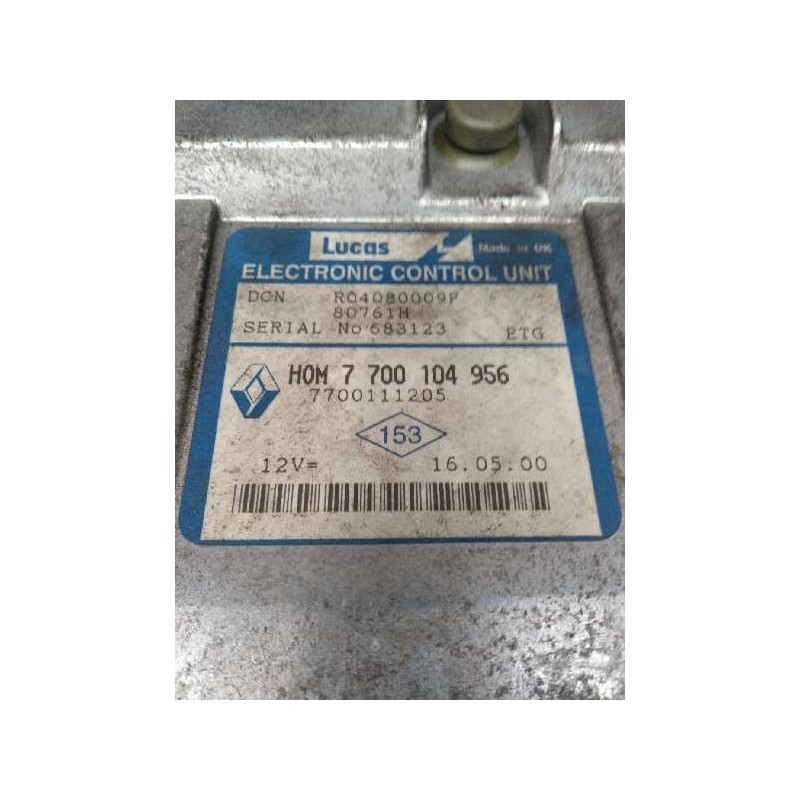 Lucas Made in UK
ELECTRONIC CONTROL UNIT
DCN R04080009F
80761H
SERIAL No 683123 ETG
HOM 7 700 104 956
7700111205
153
12V= 16.05.00